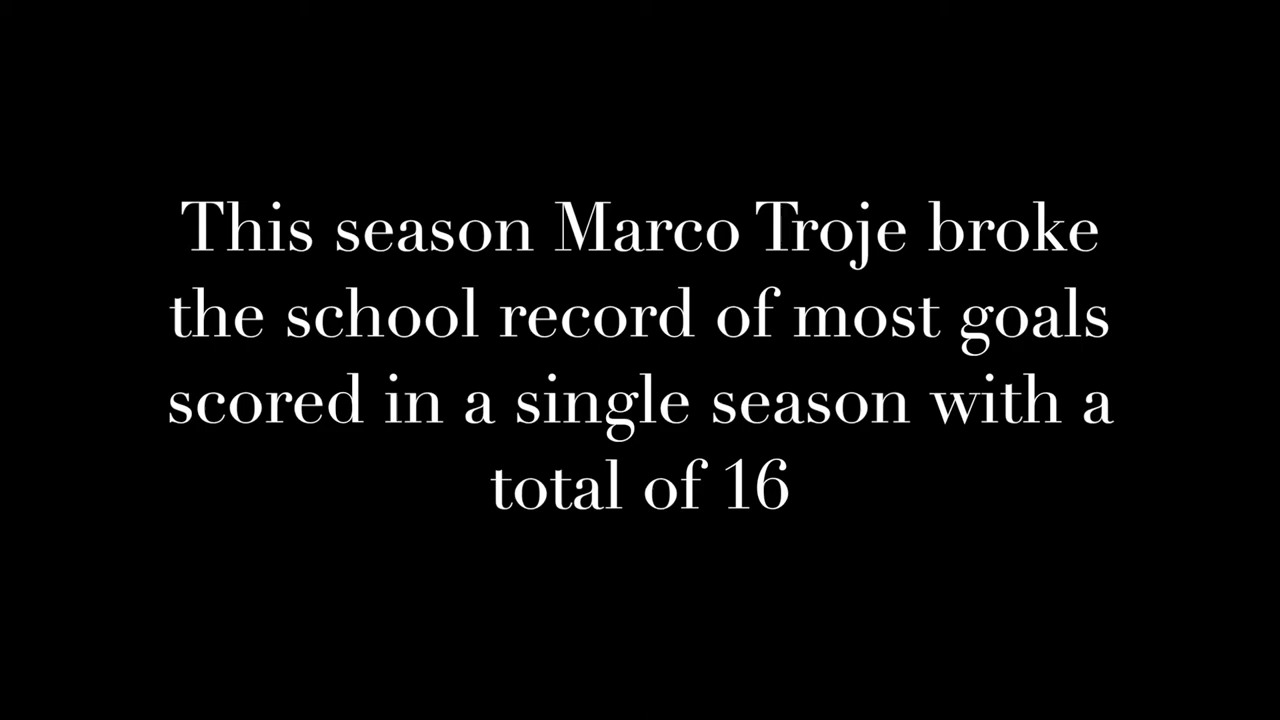 This season Marco Troje broke
the school record of most goals
scored in a single season with a
total of 16